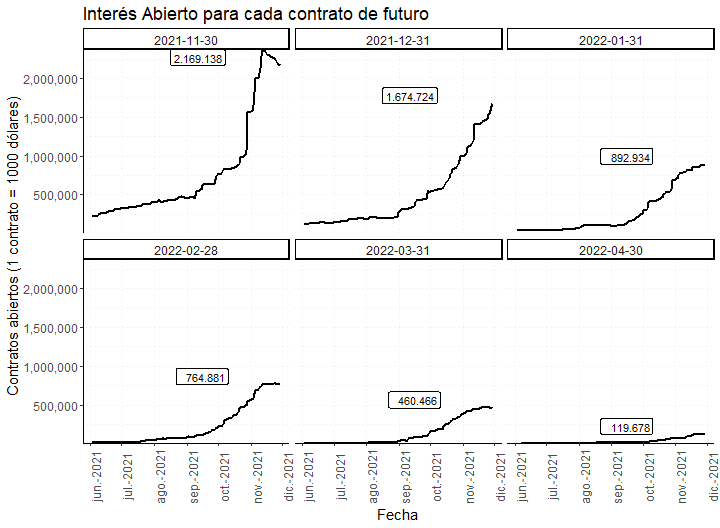 Interés Abierto para cada contrato de futuro
2021-11-30
2021-12-31
2022-01-31
2,000,000
1,500,000
1,000,000
500,000
2.169.138
1.674.724
892.934
2022-02-28
2022-03-31
2022-04-30
2,000,000
1,500,000
1,000,000
500,000
764.881
460.466
119.678
jun.-2021
jul.-2021
ago.-2021
sep.-2021
oct.-2021
nov.-2021
dic.-2021
jun.-2021
jul.-2021
ago.-2021
sep.-2021
oct.-2021
nov.-2021
dic.-2021
jun.-2021
jul.-2021
ago.-2021
sep.-2021
oct.-2021
nov.-2021
dic.-2021
Fecha
Contratos abiertos (1 contrato = 1000 dólares)